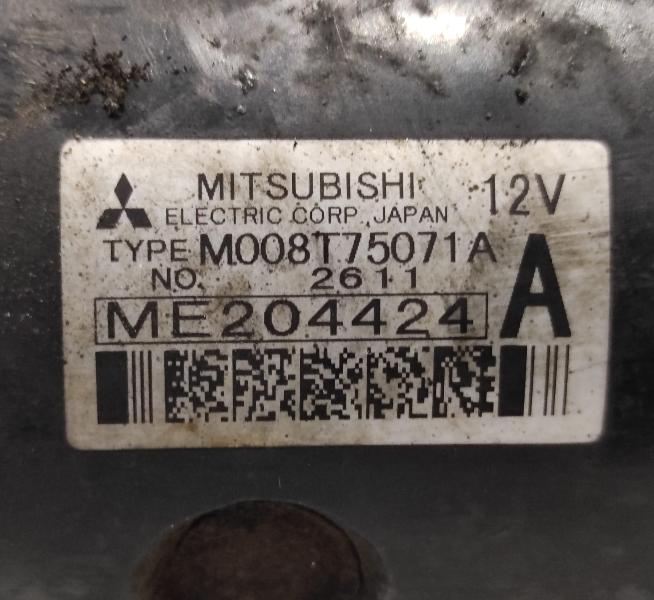 MITSUBISHI 12V
ELECTRIC CORP. JAPAN
TYPE M008T75071A A
NO. 2611
ME204424